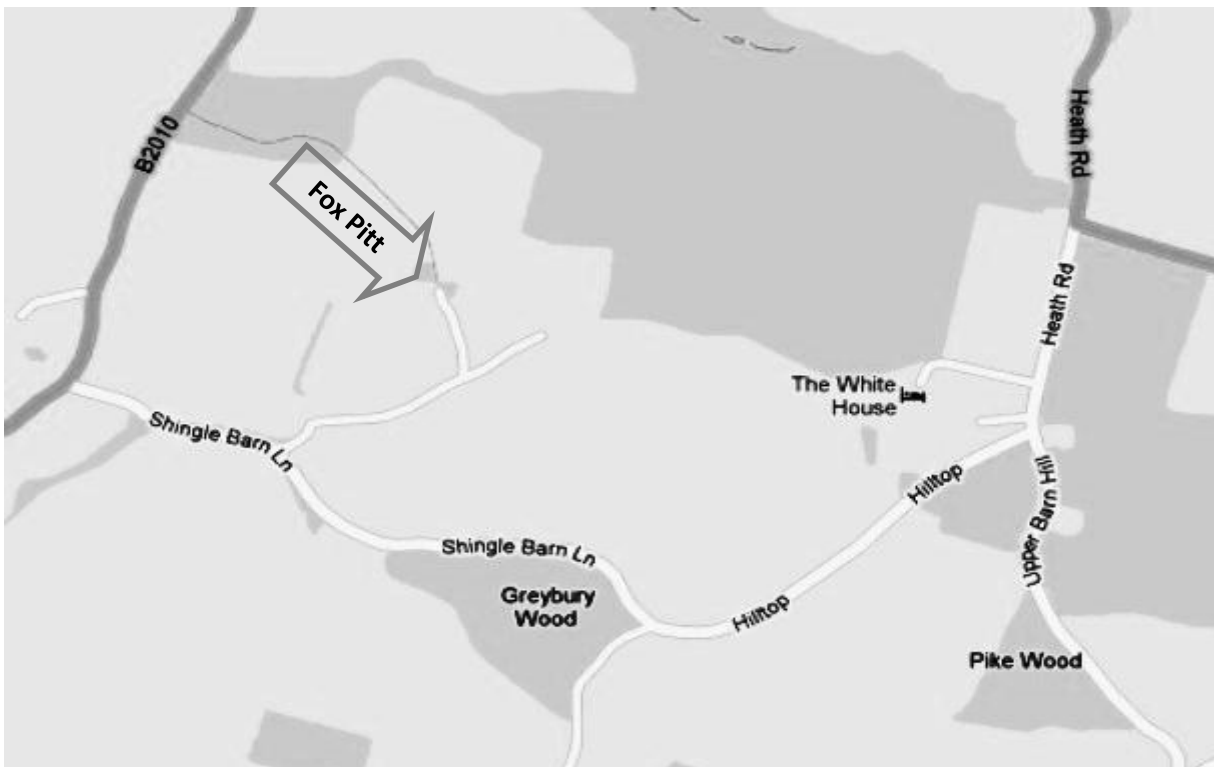 Heath Rd
B2010
Fox Pitt
Heath Rd
The White
House
Shingle Barn Ln
Hilltop
Upper Barn Hill
Shingle Barn Ln
Greybury
Wood
Hilltop
Pike Wood